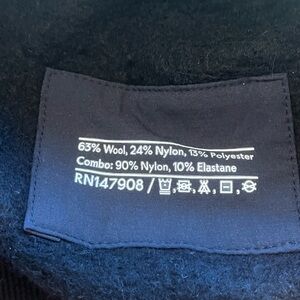 63% Wool, 24% Nylon, 13% Polyester
Combo: 90% Nylon, 10% Elastane
RN147908 /